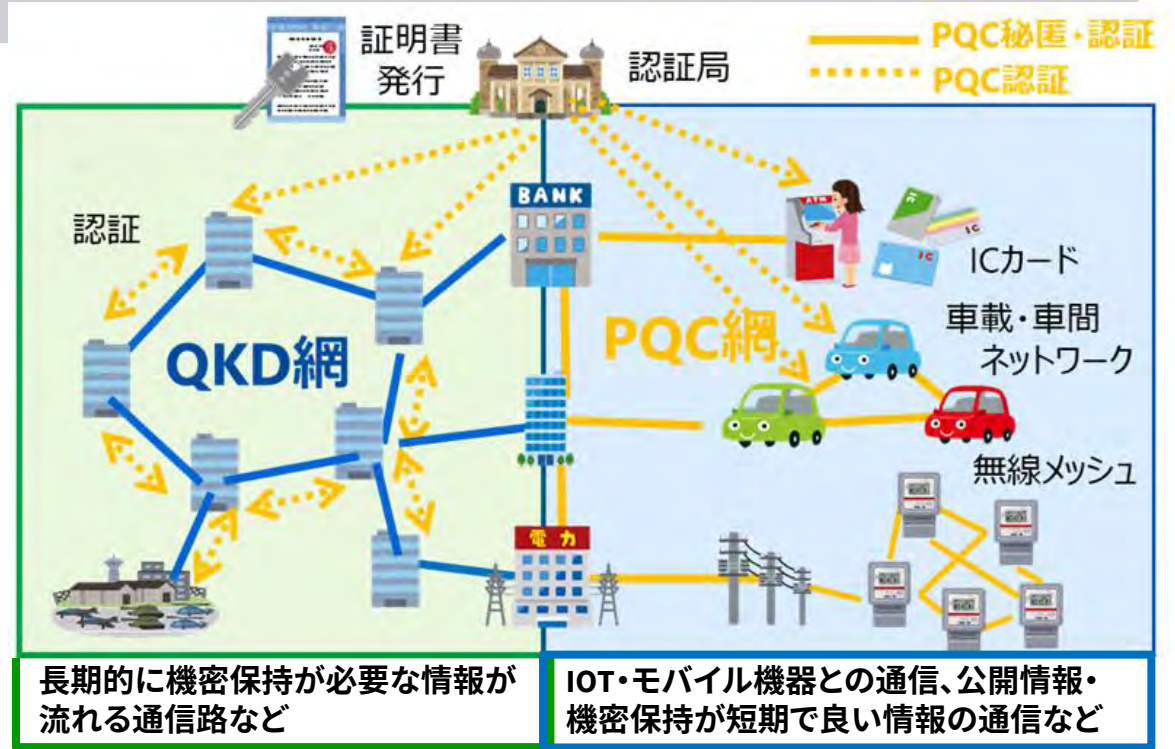 証明書
発行
認証局
PQC秘匿・認証
PQC認証
BANK
ATM
IC
IC
認証
ICカード
車載・車間
ネットワーク
QKD網
PQC網
無線メッシュ
電力
長期的に機密保持が必要な情報が
流れる通信路など
IOT・モバイル機器との通信、公開情報・
機密保持が短期で良い情報の通信など